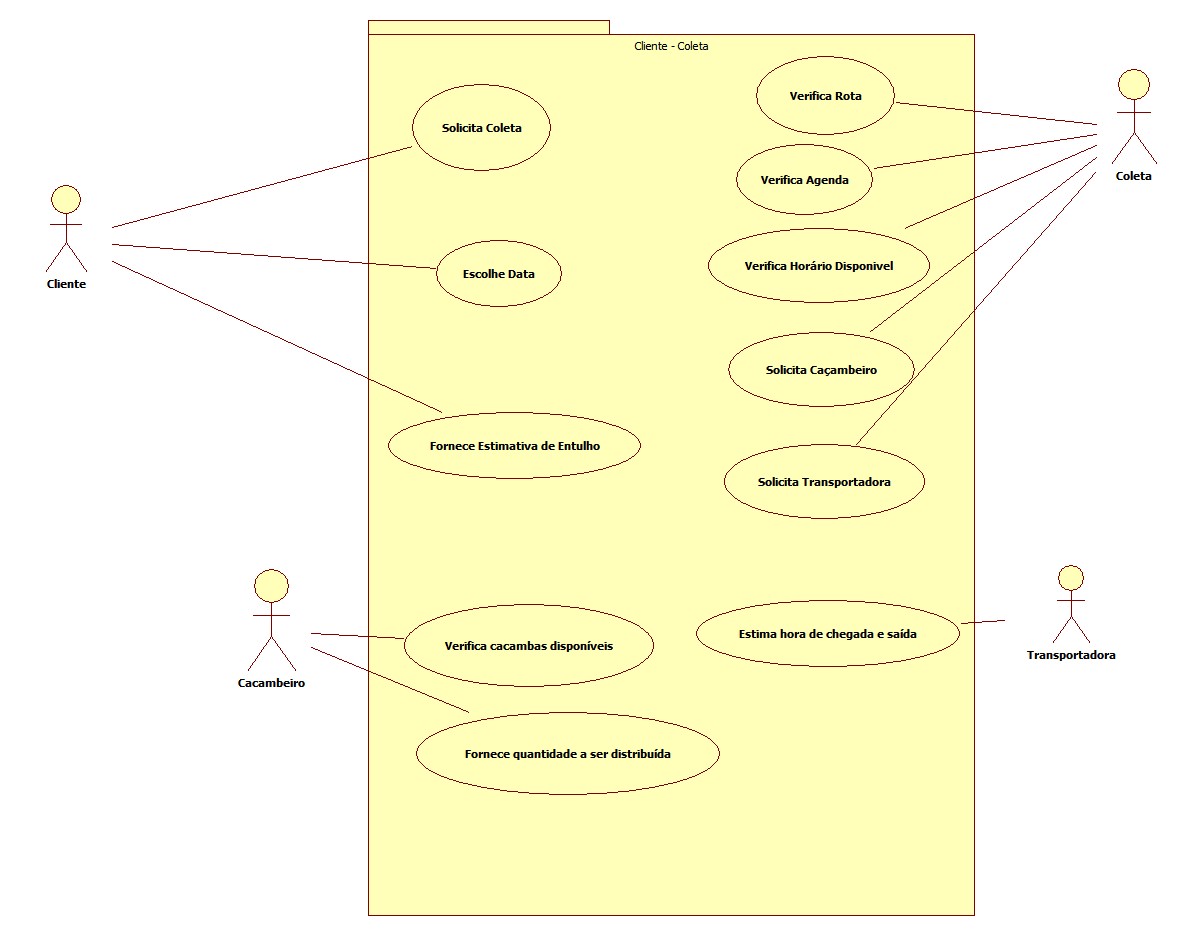 Cliente - Coleta
Verifica Rota
Solicita Coleta
Verifica Agenda
Coleta
Cliente
Escolhe Data
Verifica Horário Disponivel
Solicita Caçambeiro
Fornece Estimativa de Entulho
Solicita Transportadora
Cacambeiro
Verifica cacambas disponíveis
Estima hora de chegada e saída
Transportadora
Fornece quantidade a ser distribuída